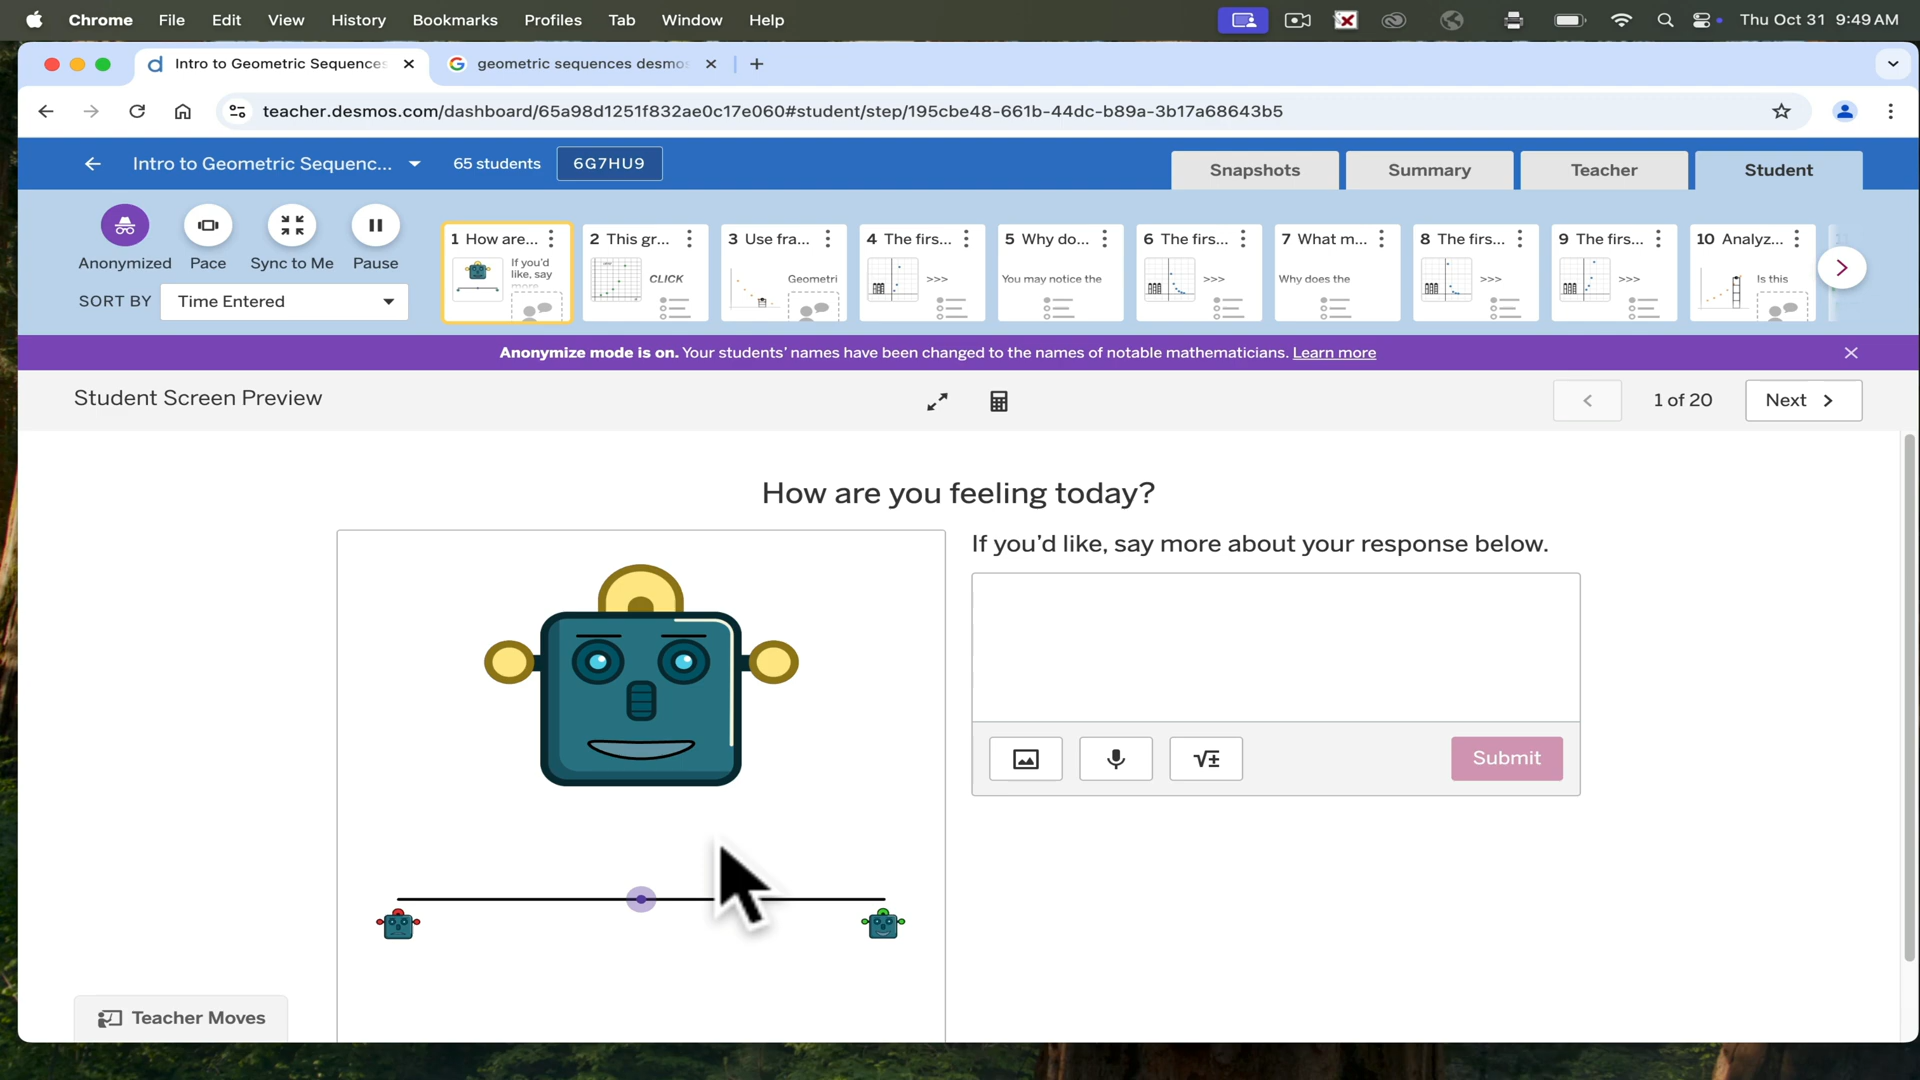 Chrome File Edit View History Bookmarks Profiles Tab Window Help Thu Oct 31 9:49 AM
Intro to Geometric Sequences geometric sequences desmos
teacher.desmos.com/dashboard/65a98d1251f832ae0c17e060#student/step/195cbe48-661b-44dc-b89a-3b17a68643b5
Intro to Geometric Sequenc... 65 students 6G7HU9 Snapshots Summary Teacher Student
1 How are... 2 This gr... 3 Use fra... 4 The firs... 5 Why do... 6 The firs... 7 What m... 8 The firs... 9 The firs... 10 Analyz...
Anonymized Pace Sync to Me Pause
If you'd
like, say
more
CLICK
Geometri
>>>
You may notice the
>>>
Why does the
>>>
>>>
Is this
SORT BY Time Entered
Anonymize mode is on. Your students' names have been changed to the names of notable mathematicians. Learn more
Student Screen Preview 1 of 20 Next
How are you feeling today?
If you'd like, say more about your response below.
√± Submit
Teacher Moves